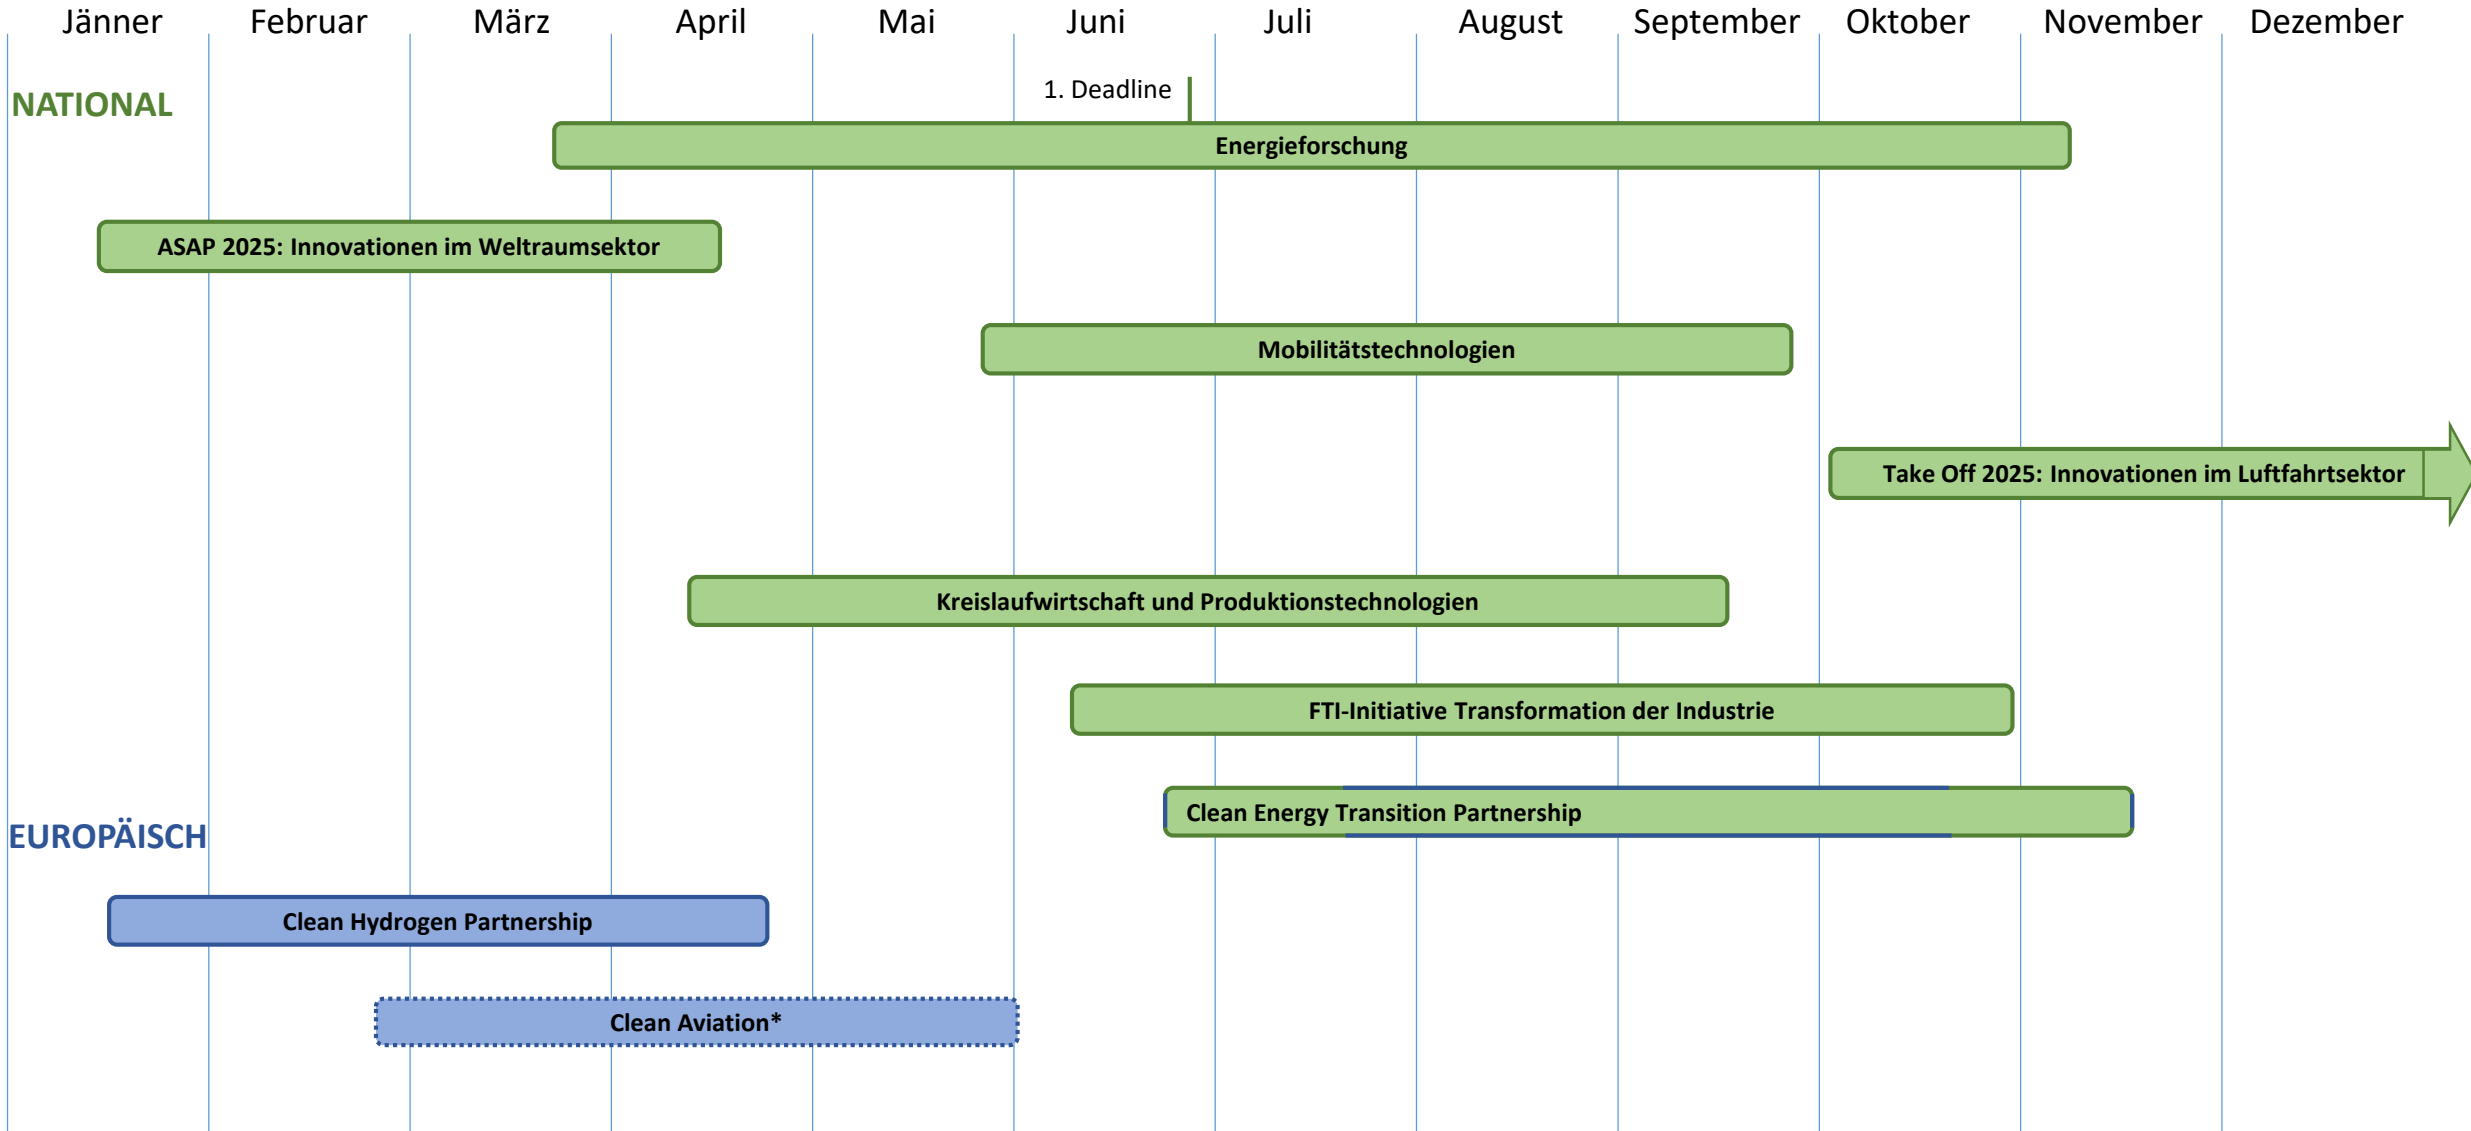 Jänner Februar März April Mai Juni Juli August September Oktober November Dezember
1. Deadline
NATIONAL
Energieforschung
ASAP 2025: Innovationen im Weltraumsektor
Mobilitätstechnologien
Take Off 2025: Innovationen im Luftfahrtsektor
Kreislaufwirtschaft und Produktionstechnologien
FTI-Initiative Transformation der Industrie
Clean Energy Transition Partnership
EUROPÄISCH
Clean Hydrogen Partnership
Clean Aviation*